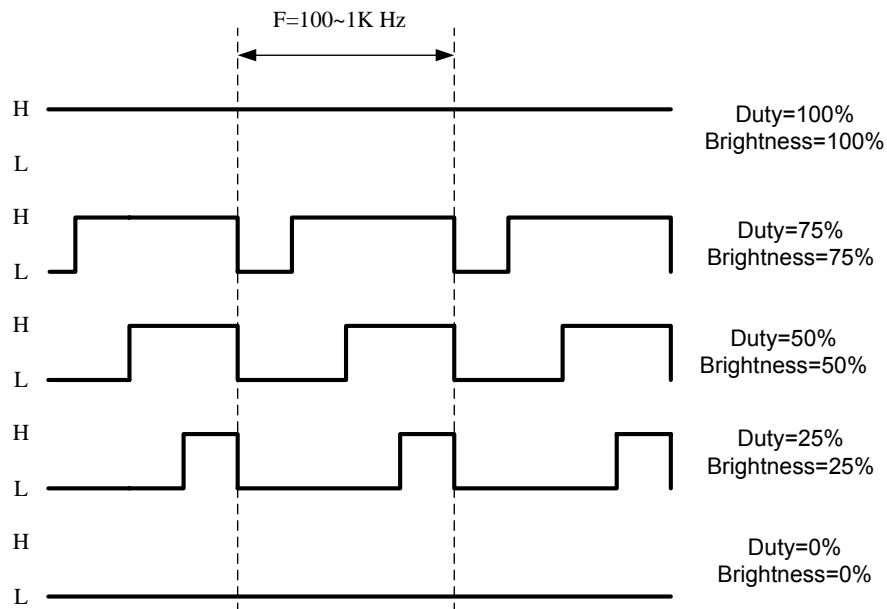 F=100~1K Hz
H
L
Duty=100%
Brightness=100%
H
L
Duty=75%
Brightness=75%
H
L
Duty=50%
Brightness=50%
H
L
Duty=25%
Brightness=25%
H
L
Duty=0%
Brightness=0%